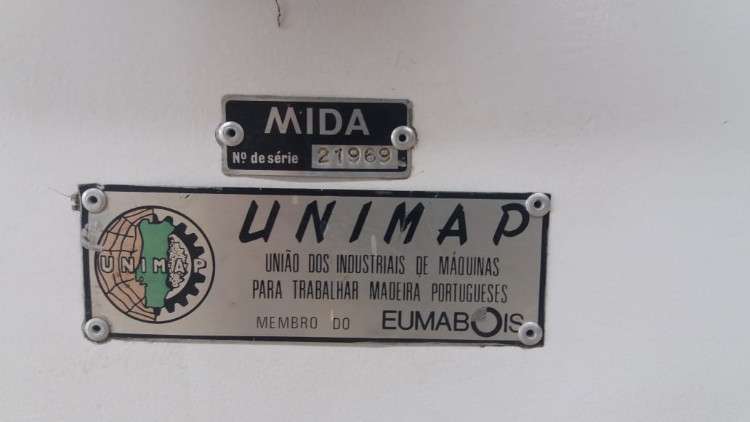 MIDA
Nº de série 21969
UNIMAP
UNIMAP
UNIÃO DOS INDUSTRIAIS DE MÁQUINAS
PARA TRABALHAR MADEIRA PORTUGUESES
MEMBRO DO EUMABOIS